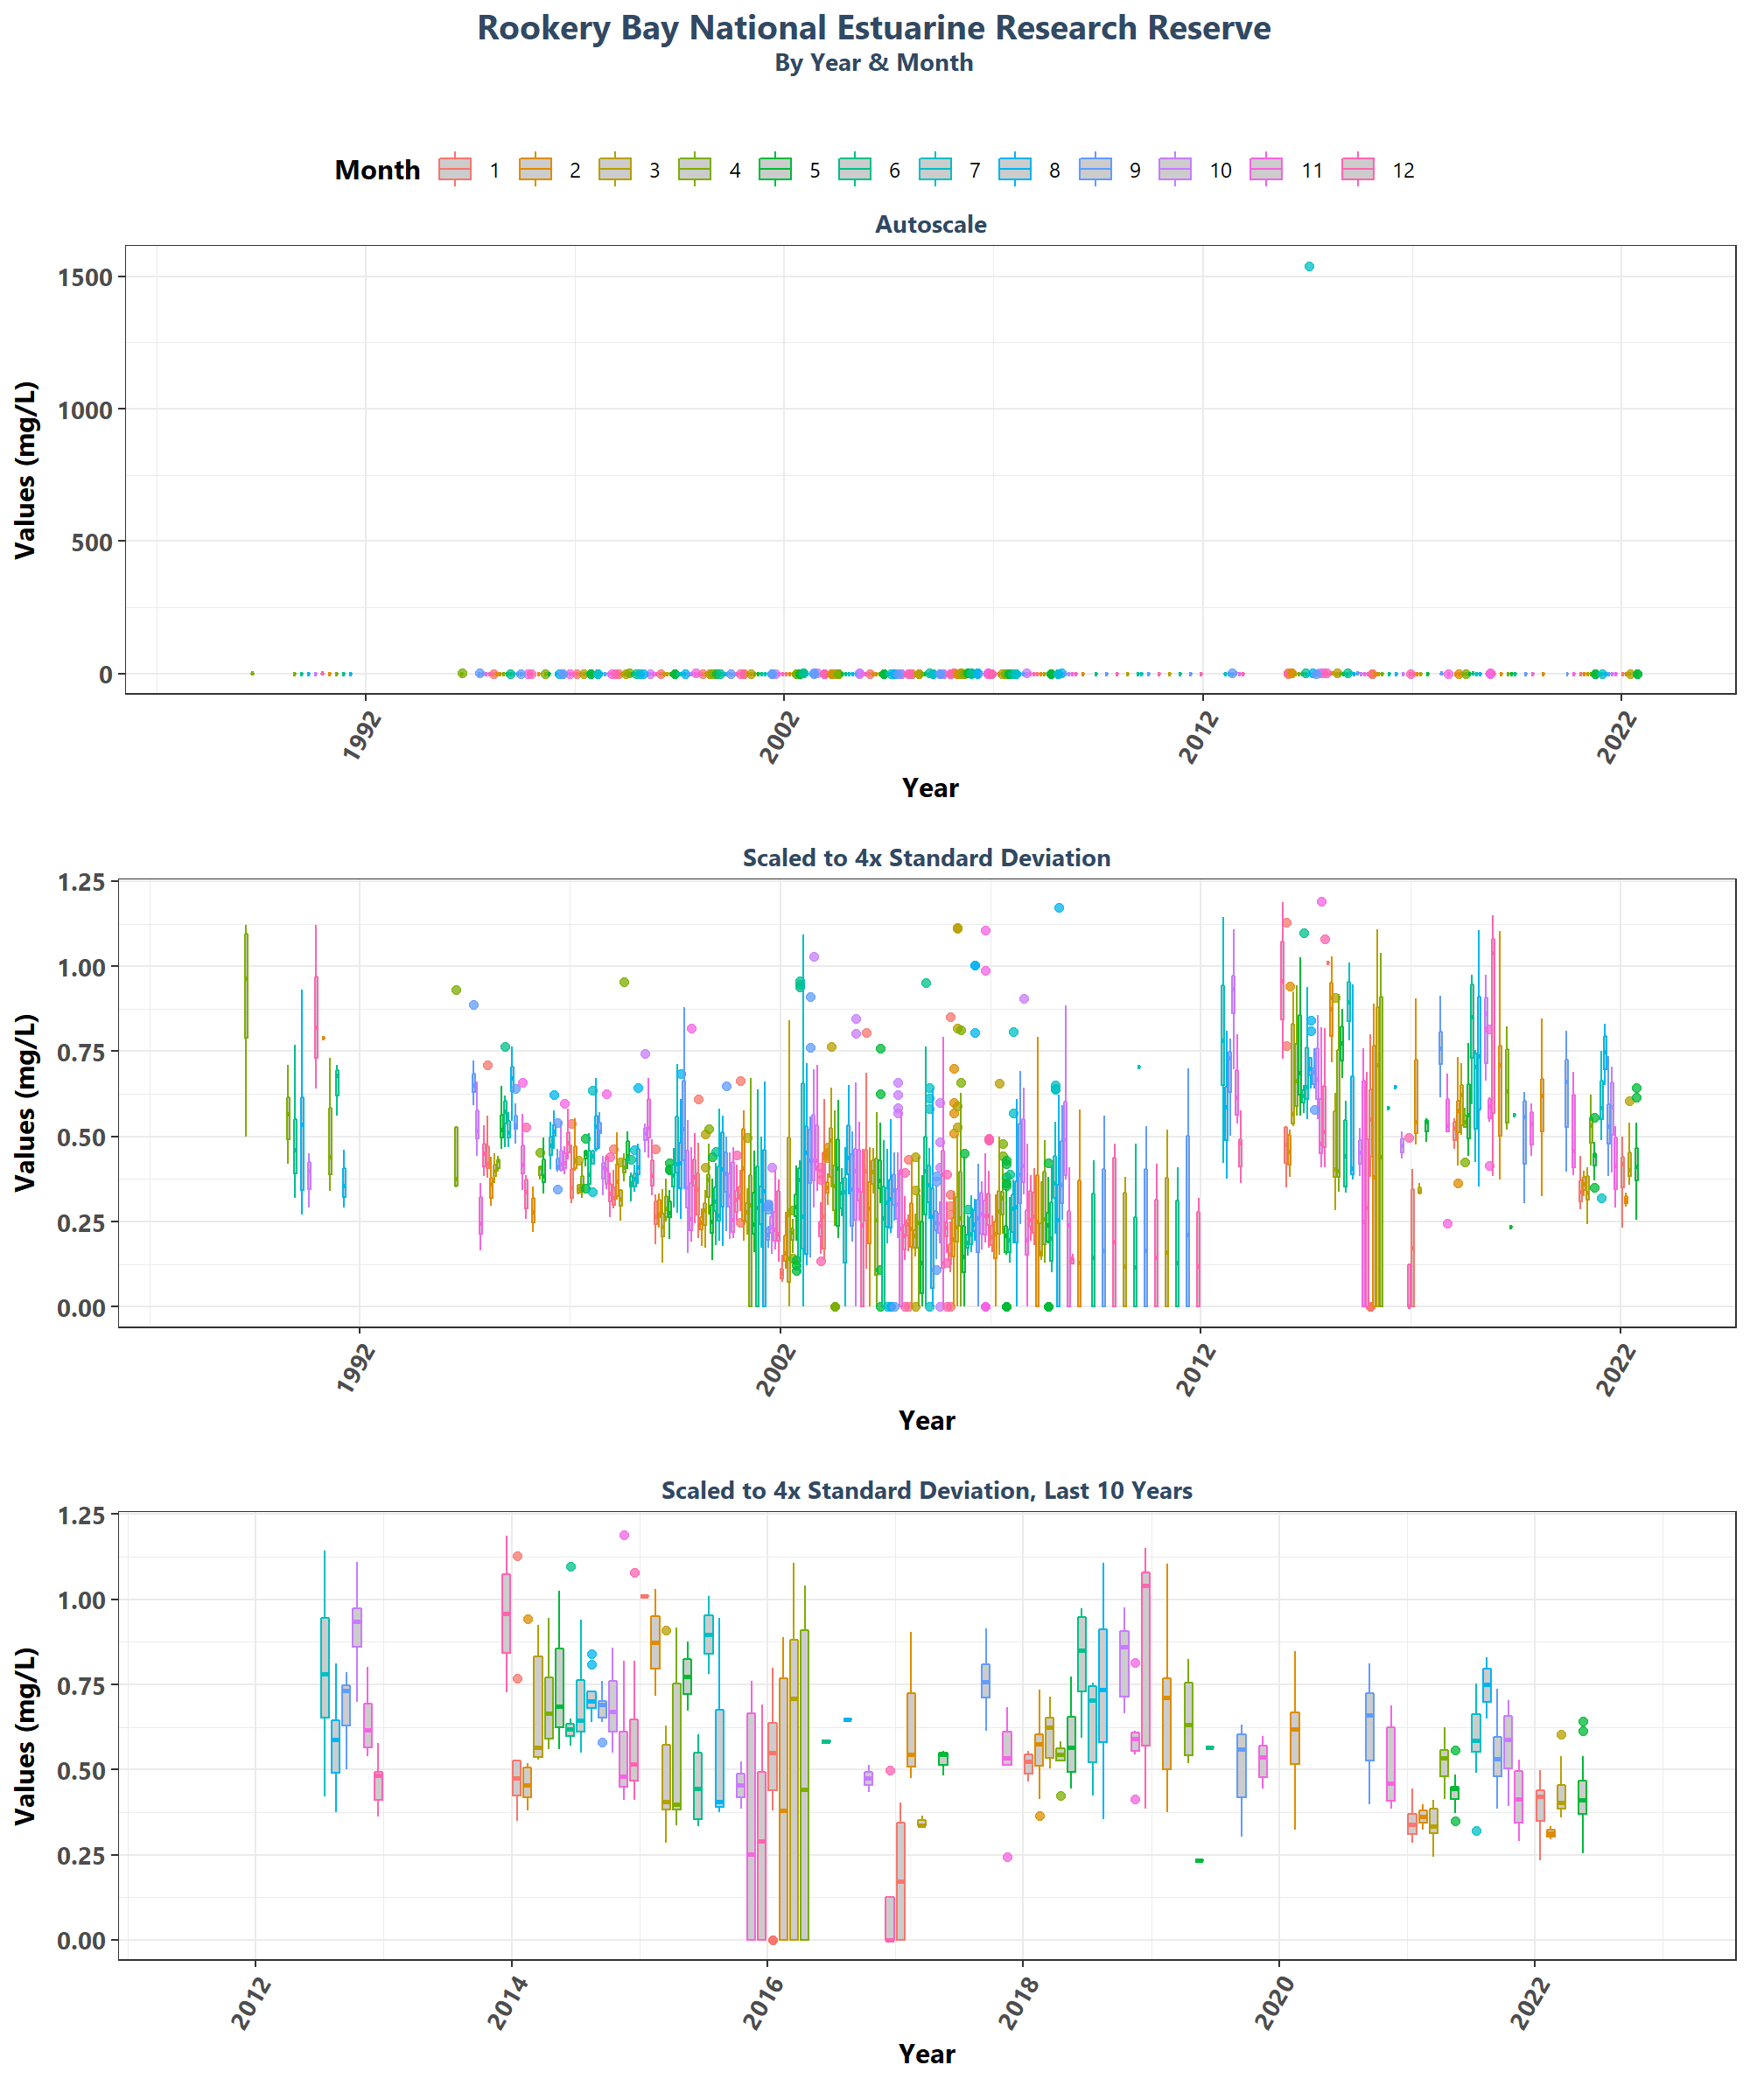 Rookery Bay National Estuarine Research Reserve
By Year & Month
Month 1 2 3 4 5 6 7 8 9 10 11 12
Autoscale
Values (mg/L)
1500
1000
500
0
1992 2002 2012 2022
Year
Scaled to 4x Standard Deviation
Values (mg/L)
1.25
1.00
0.75
0.50
0.25
0.00
1992 2002 2012 2022
Year
Scaled to 4x Standard Deviation, Last 10 Years
Values (mg/L)
1.25
1.00
0.75
0.50
0.25
0.00
2012 2014 2016 2018 2020 2022
Year